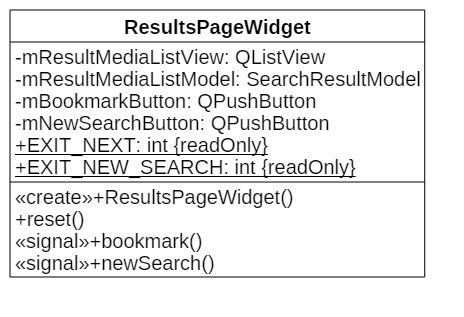 ResultsPageWidget
-mResultMediaListView: QListView
-mResultMediaListModel: SearchResultModel
-mBookmarkButton: QPushButton
-mNewSearchButton: QPushButton
+EXIT_NEXT: int {readOnly}
+EXIT_NEW_SEARCH: int {readOnly}
«create»+ResultsPageWidget()
+reset()
«signal»+bookmark()
«signal»+newSearch()